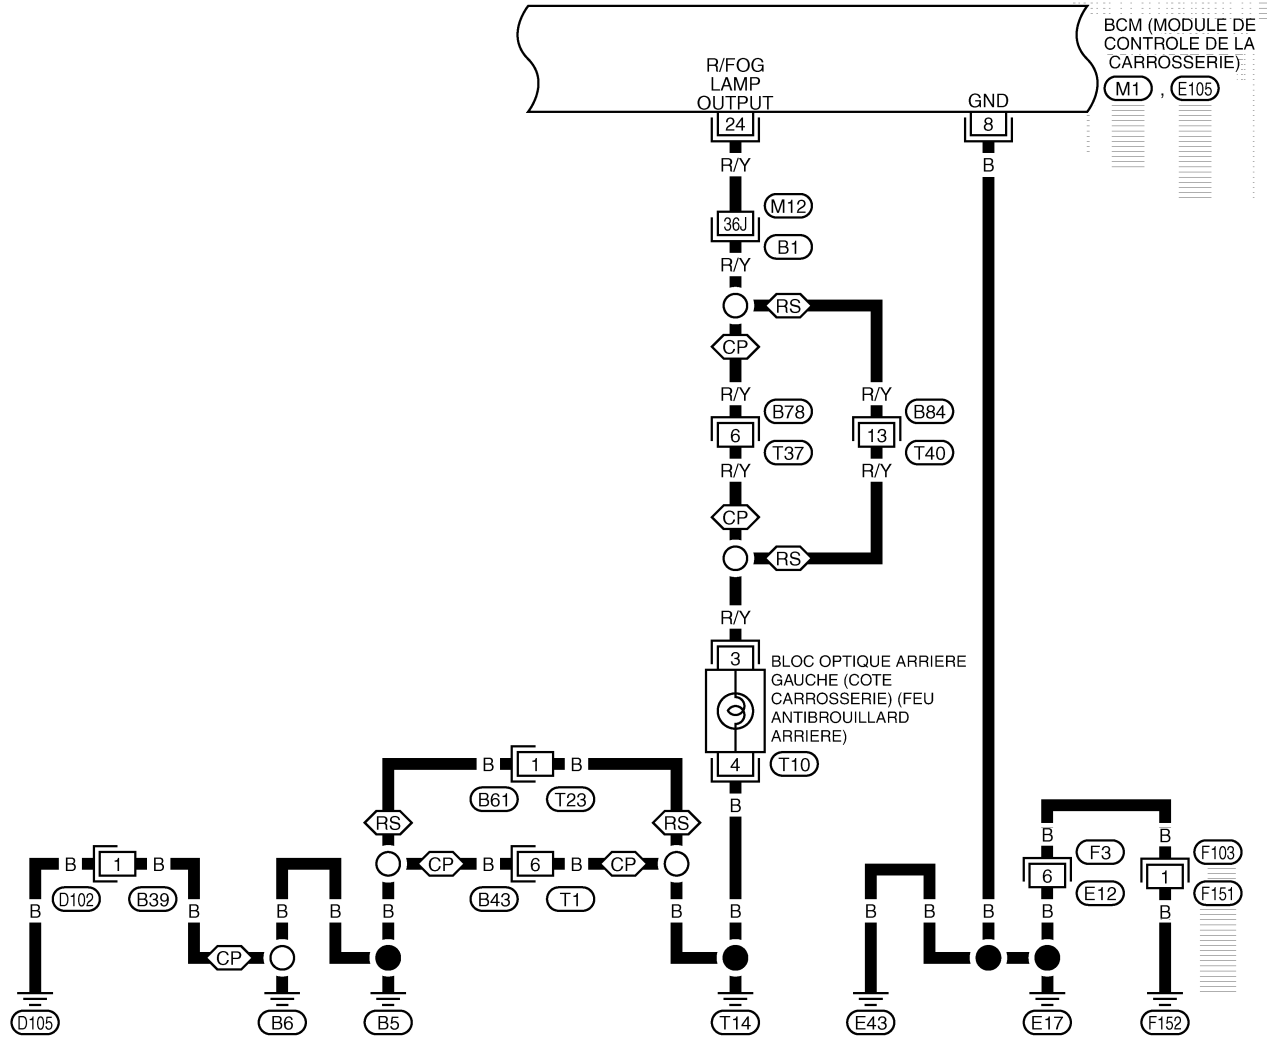 BCM (MODULE DE
CONTROLE DE LA
CARROSSERIE)
M1 , E105
R/FOG
LAMP
OUTPUT
GND
24
8
R/Y
B
M12
36J
B1
R/Y
RS
CP
R/Y
R/Y
B78
B84
6
13
T37
T40
R/Y
R/Y
CP
RS
R/Y
3
BLOC OPTIQUE ARRIERE
GAUCHE (COTE
CARROSSERIE) (FEU
ANTIBROUILLARD
ARRIERE)
4
T10
B 1 B
B61
T23
B
RS
RS
B
B
F3
F103
B 1 B
CP B 6 B CP
6
1
D102
B39
B43
T1
E12
F151
B
B
B
B
B
B
B
B
B
B
B
B
B
CP
D105
B6
B5
T14
E43
E17
F152